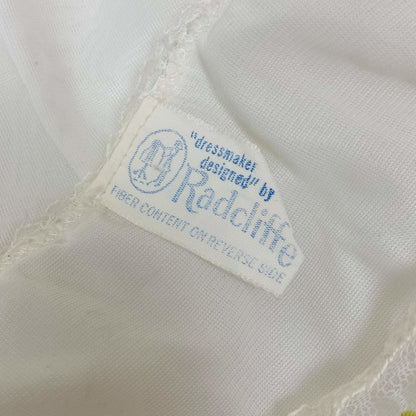 "dressmaker
designed" by
Radcliffe
FIBER CONTENT ON REVERSE SIDE